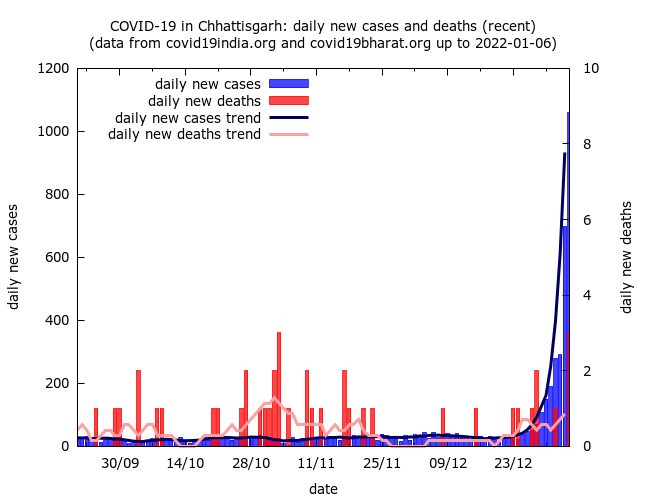 COVID-19 in Chhattisgarh: daily new cases and deaths (recent)
(data from covid19india.org and covid19bharat.org up to 2022-01-06)
1200
1000
800
600
400
200
0
10
8
6
4
2
0
daily new cases
daily new deaths
daily new cases trend
daily new deaths trend
daily new cases
daily new deaths
30/09 14/10 28/10 11/11 25/11 09/12 23/12
date